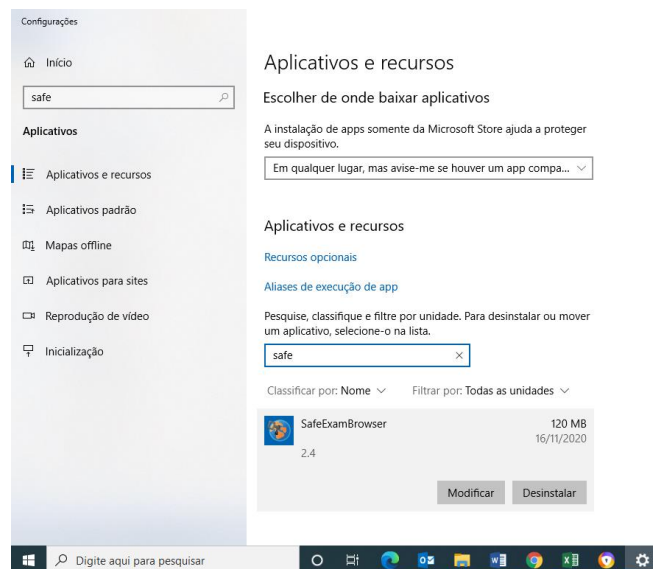 Configurações
Início
safe
Aplicativos
Aplicativos e recursos
Aplicativos padrão
Mapas offline
Aplicativos para sites
Reprodução de vídeo
Inicialização
Aplicativos e recursos
Escolher de onde baixar aplicativos
A instalação de apps somente da Microsoft Store ajuda a proteger
seu dispositivo.
Em qualquer lugar, mas avise-me se houver um app compa...
Aplicativos e recursos
Recursos opcionais
Aliases de execução de app
Pesquise, classifique e filtre por unidade. Para desinstalar ou mover
um aplicativo, selecione-o na lista.
safe
Classificar por: Nome Filtrar por: Todas as unidades
SafeExamBrowser 120 MB
16/11/2020
2.4
Modificar Desinstalar
Digite aqui para pesquisar